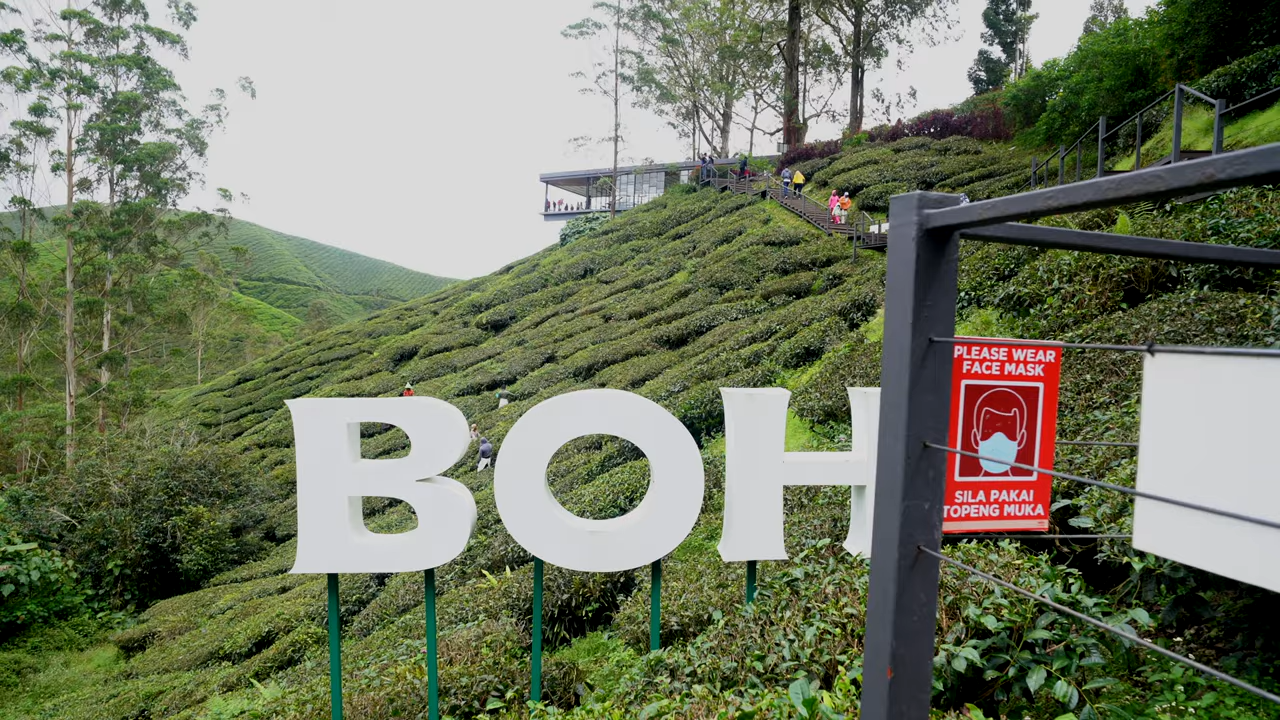 BOH
PLEASE WEAR
FACE MASK
SILA PAKAI
TOPENG MUKA